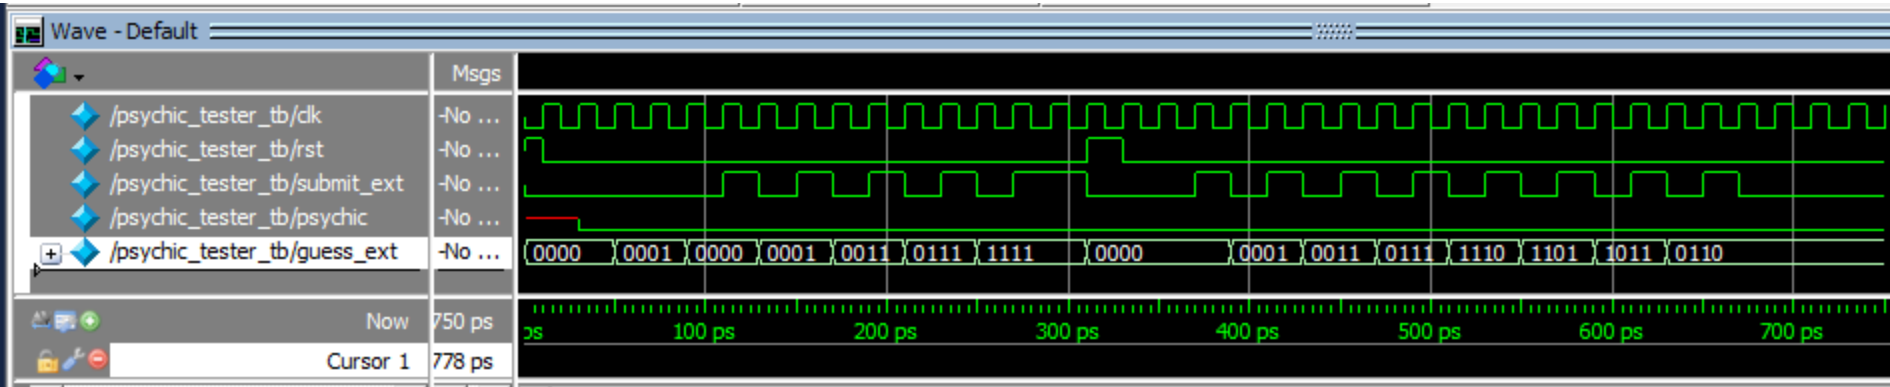 Wave - Default
Msgs
/psychic_tester_tb/clk -No ...
/psychic_tester_tb/rst -No ...
/psychic_tester_tb/submit_ext -No ...
/psychic_tester_tb/psychic -No ...
/psychic_tester_tb/guess_ext -No ... 0000 0001 0000 0001 0011 0111 1111 0000 0001 0011 0111 1110 1101 1011 0110
Now 750 ps ps 100 ps 200 ps 300 ps 400 ps 500 ps 600 ps 700 ps
Cursor 1 778 ps